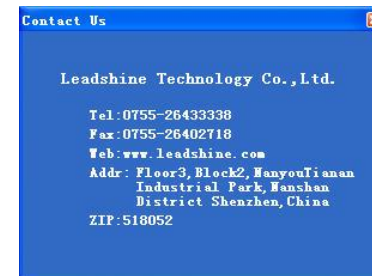 Contact Us
Leadshine Technology Co.,Ltd.
Tel:0755-26433338
Fax:0755-26402718
Web:www.leadshine.com
Addr: Floor3,Block2,NanyouTianan
Industrial Park,Nanshan
District Shenzhen,China
ZIP:518052